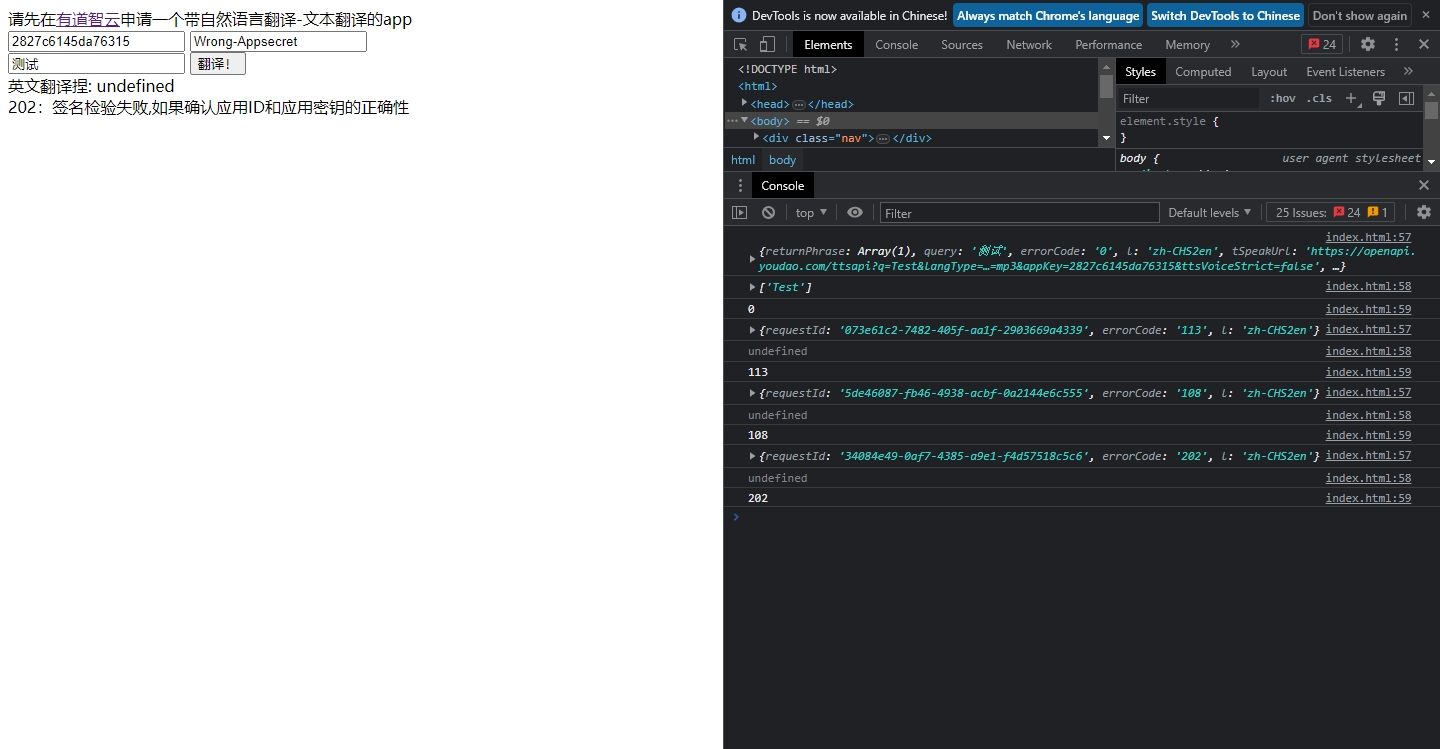 请先在有道智云申请一个带自然语言翻译-文本翻译的app
2827c6145da76315 Wrong-Appsecret
测试 翻译！
英文翻译捏: undefined
202：签名检验失败,如果确认应用ID和应用密钥的正确性
DevTools is now available in Chinese! Always match Chrome's language Switch DevTools to Chinese Don't show again
Elements Console Sources Network Performance Memory » 24
<!DOCTYPE html>
<html>
<head>…</head>
<body> == $0
<div class="nav">…</div>
html body
Styles Computed Layout Event Listeners »
Filter :hov .cls
element.style {
}
body { user agent stylesheet
Console
top Filter Default levels 25 Issues: 24 1
index.html:57
{returnPhrase: Array(1), query: '测试', errorCode: '0', l: 'zh-CHS2en', tSpeakUrl: 'https://openapi.
youdao.com/ttsapi?q=Test&langType=…=mp3&appKey=2827c6145da76315&ttsVoiceStrict=false', …}
['Test'] index.html:58
0 index.html:59
{requestId: '073e61c2-7482-405f-aa1f-2903669a4339', errorCode: '113', l: 'zh-CHS2en'} index.html:57
undefined index.html:58
113 index.html:59
{requestId: '5de46087-fb46-4938-acbf-0a2144e6c555', errorCode: '108', l: 'zh-CHS2en'} index.html:57
undefined index.html:58
108 index.html:59
{requestId: '34084e49-0af7-4385-a9e1-f4d57518c5c6', errorCode: '202', l: 'zh-CHS2en'} index.html:57
undefined index.html:58
202 index.html:59